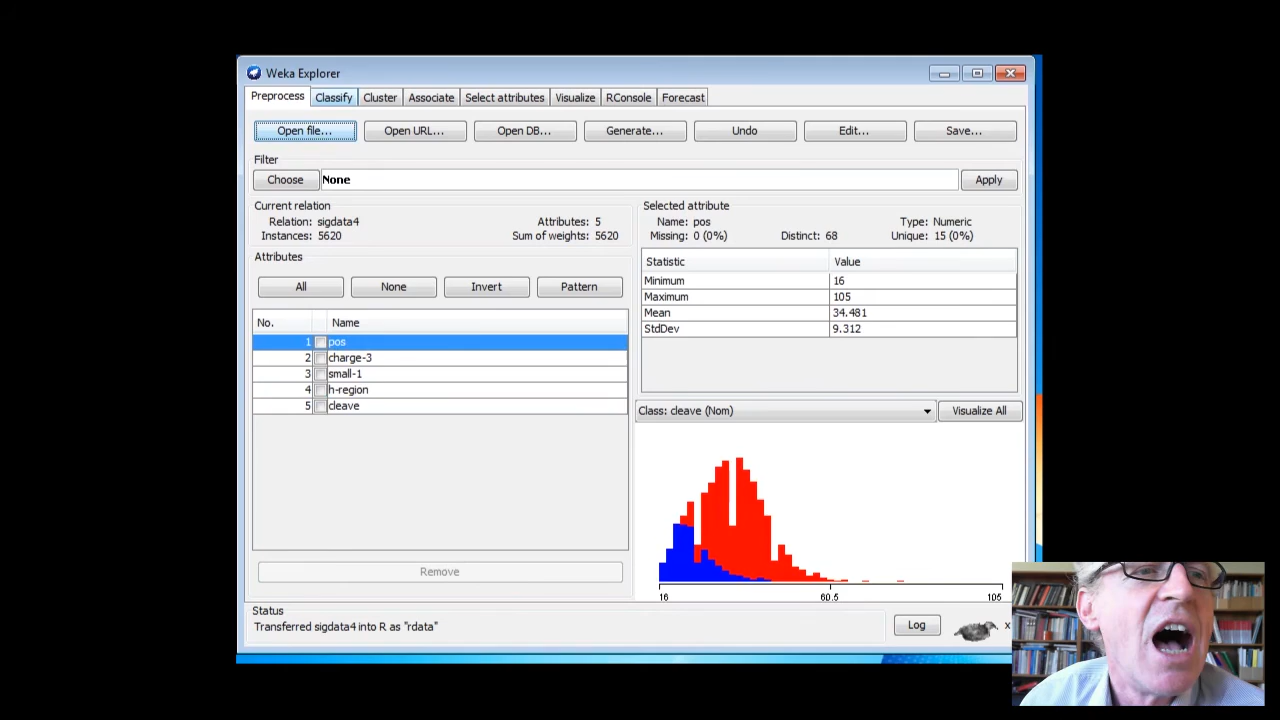 Weka Explorer
Preprocess Classify Cluster Associate Select attributes Visualize RConsole Forecast
Open file... Open URL... Open DB... Generate... Undo Edit... Save...
Filter
Choose None Apply
Current relation
Relation: sigdata4 Attributes: 5
Instances: 5620 Sum of weights: 5620
Selected attribute
Name: pos Type: Numeric
Missing: 0 (0%) Distinct: 68 Unique: 15 (0%)
Attributes
All None Invert Pattern
No. Name
1 pos
2 charge-3
3 small-1
4 h-region
5 cleave
Remove
Statistic Value
Minimum 16
Maximum 105
Mean 34.481
StdDev 9.312
Class: cleave (Nom) Visualize All
16 60.5 105
Status
Transferred sigdata4 into R as "rdata"
Log x